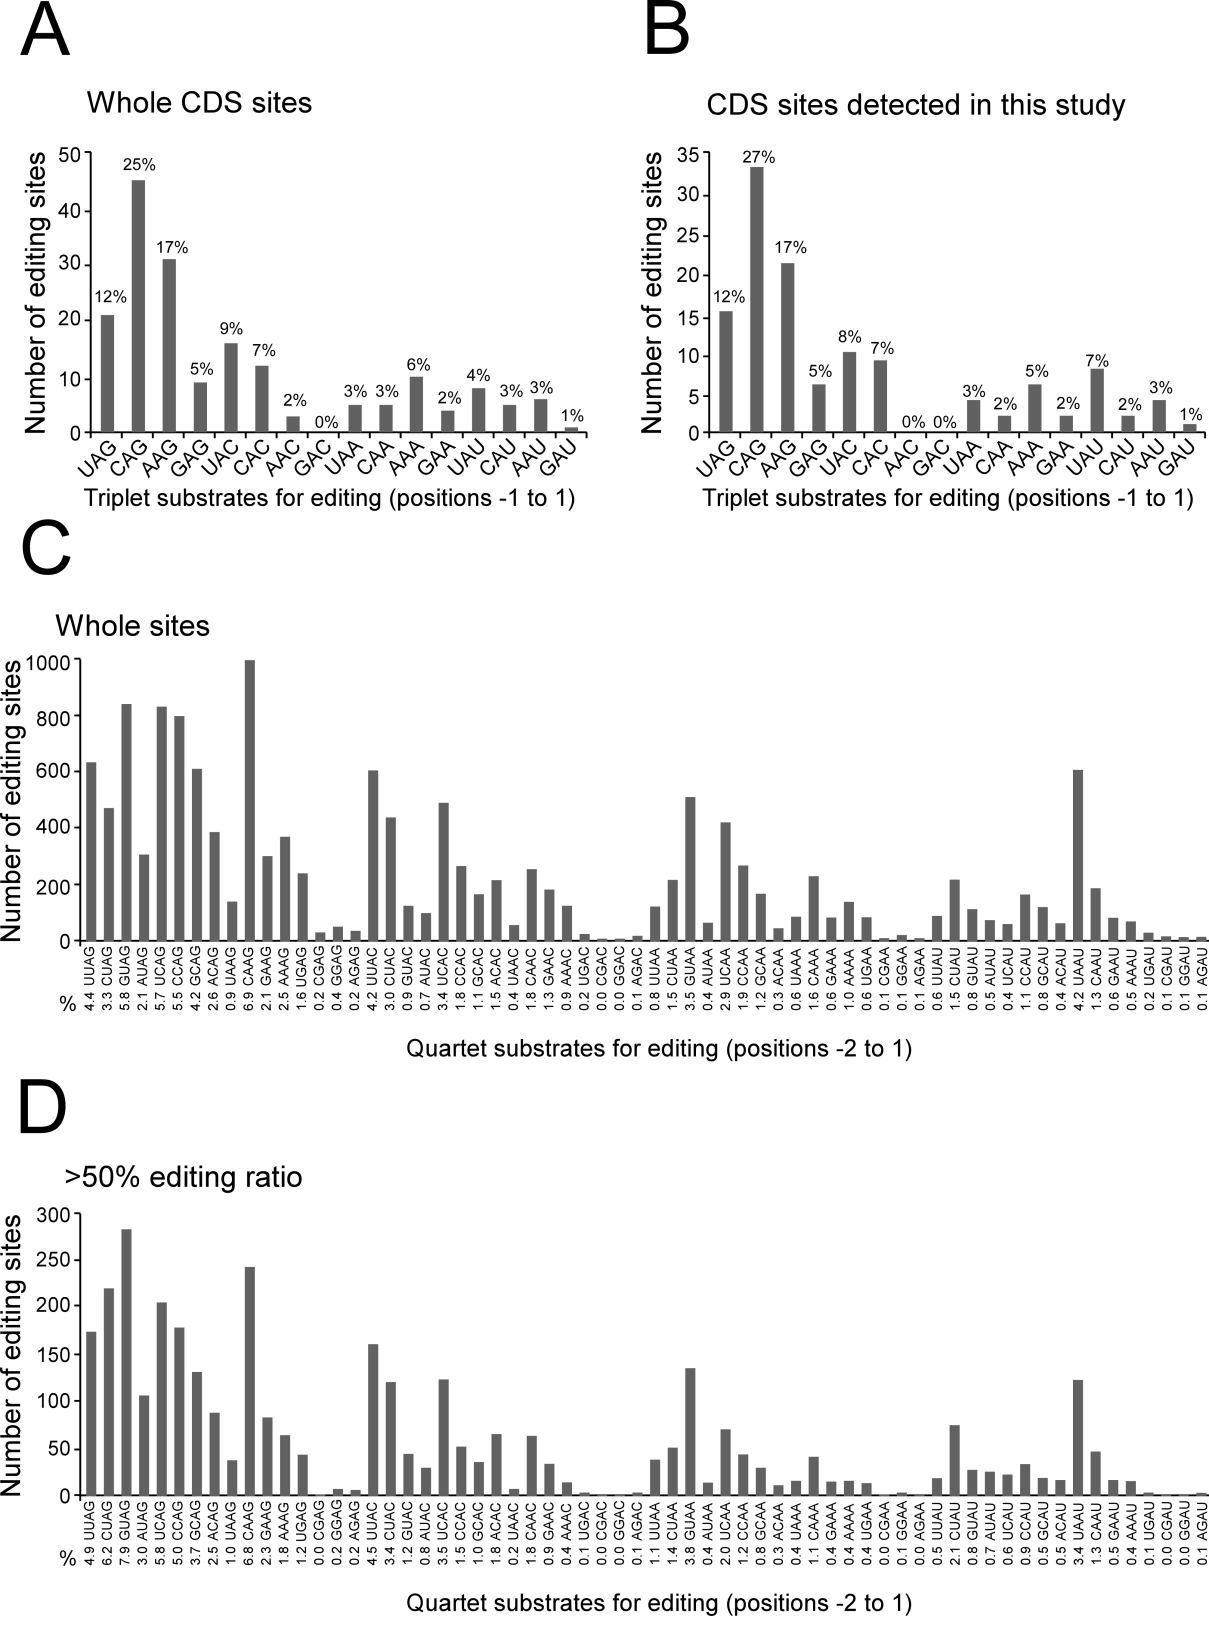 A
B
Whole CDS sites
CDS sites detected in this study
Number of editing sites
50
40
30
20
10
0
12%
25%
17%
5%
9%
7%
2%
0%
3%
3%
6%
2%
4%
3%
3%
1%
UAG CAG AAG GAG UAC CAC AAC GAC UAA CAA AAA GAA UAU CAU AAU GAU
Triplet substrates for editing (positions -1 to 1)
Number of editing sites
35
30
25
20
15
10
5
0
12%
27%
17%
5%
8%
7%
0%
0%
3%
2%
5%
2%
7%
2%
3%
1%
UAG CAG AAG GAG UAC CAC AAC GAC UAA CAA AAA GAA UAU CAU AAU GAU
Triplet substrates for editing (positions -1 to 1)
C
Whole sites
Number of editing sites
1000
800
600
400
200
0
%
4.4 UUAG
3.3 CUAG
5.8 GUAG
2.1 AUAG
5.7 UCAG
5.5 CCAG
4.2 GCAG
2.6 ACAG
0.9 UAAG
6.9 CAAG
2.1 GAAG
2.5 AAAG
1.6 UGAG
0.2 CGAG
0.4 GGAG
0.2 AGAG
4.2 UUAC
3.0 CUAC
0.9 GUAC
0.7 AUAC
3.4 UCAC
1.8 CCAC
1.1 GCAC
1.5 ACAC
0.4 UAAC
1.8 CAAC
1.3 GAAC
0.9 AAAC
0.2 UGAC
0.0 CGAC
0.0 GGAC
0.1 AGAC
0.8 UUAA
1.5 CUAA
3.5 GUAA
0.4 AUAA
2.9 UCAA
1.9 CCAA
1.2 GCAA
0.3 ACAA
0.6 UAAA
1.6 CAAA
0.6 GAAA
1.0 AAAA
0.6 UGAA
0.1 CGAA
0.1 GGAA
0.1 AGAA
0.6 UUAU
1.5 CUAU
0.8 GUAU
0.5 AUAU
0.4 UCAU
1.1 CCAU
0.8 GCAU
0.4 ACAU
4.2 UAAU
1.3 CAAU
0.6 GAAU
0.5 AAAU
0.2 UGAU
0.1 CGAU
0.1 GGAU
0.1 AGAU
Quartet substrates for editing (positions -2 to 1)
D
>50% editing ratio
Number of editing sites
300
250
200
150
100
50
0
%
4.9 UUAG
6.2 CUAG
7.9 GUAG
3.0 AUAG
5.8 UCAG
5.0 CCAG
3.7 GCAG
2.5 ACAG
1.0 UAAG
6.8 CAAG
2.3 GAAG
1.8 AAAG
1.2 UGAG
0.0 CGAG
0.2 GGAG
0.2 AGAG
4.5 UUAC
3.4 CUAC
1.2 GUAC
0.8 AUAC
3.5 UCAC
1.5 CCAC
1.0 GCAC
1.8 ACAC
0.2 UAAC
1.8 CAAC
0.9 GAAC
0.4 AAAC
0.1 UGAC
0.0 CGAC
0.0 GGAC
0.1 AGAC
1.1 UUAA
1.4 CUAA
3.8 GUAA
0.4 AUAA
2.0 UCAA
1.2 CCAA
0.8 GCAA
0.3 ACAA
0.4 UAAA
1.1 CAAA
0.4 GAAA
0.4 AAAA
0.4 UGAA
0.0 CGAA
0.1 GGAA
0.0 AGAA
0.5 UUAU
2.1 CUAU
0.8 GUAU
0.7 AUAU
0.6 UCAU
0.9 CCAU
0.5 GCAU
0.5 ACAU
3.4 UAAU
1.3 CAAU
0.5 GAAU
0.4 AAAU
0.1 UGAU
0.0 CGAU
0.0 GGAU
0.1 AGAU
Quartet substrates for editing (positions -2 to 1)